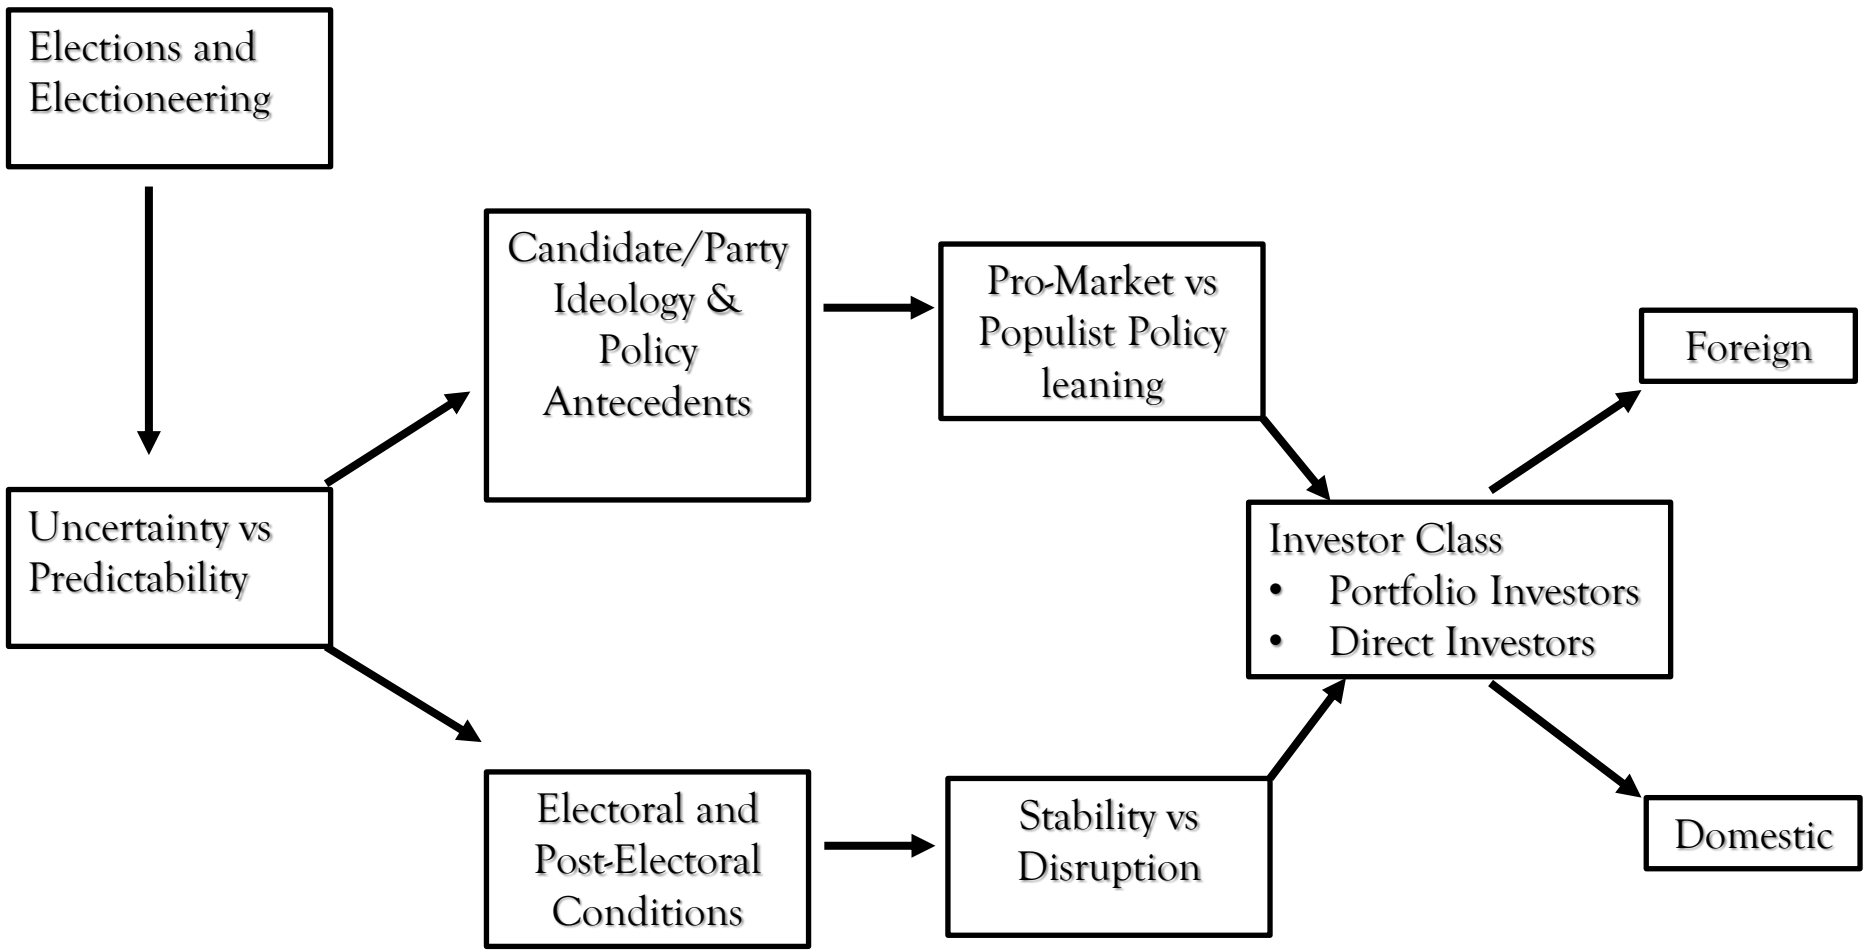 Elections and
Electioneering
Candidate/Party
Ideology &
Policy
Antecedents
Pro-Market vs
Populist Policy
leaning
Foreign
Uncertainty vs
Predictability
Investor Class
• Portfolio Investors
• Direct Investors
Electoral and
Post-Electoral
Conditions
Stability vs
Disruption
Domestic